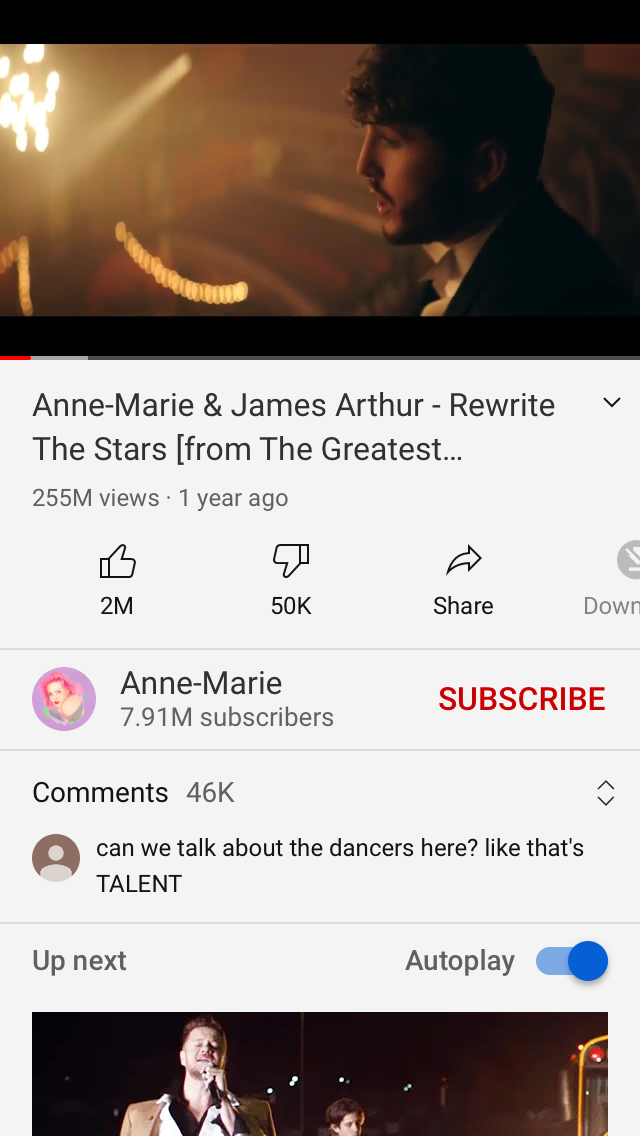 Anne-Marie & James Arthur - Rewrite
The Stars [from The Greatest...
255M views · 1 year ago
2M
50K
Share
Down
Anne-Marie
7.91M subscribers
SUBSCRIBE
Comments 46K
can we talk about the dancers here? like that's
TALENT
Up next
Autoplay